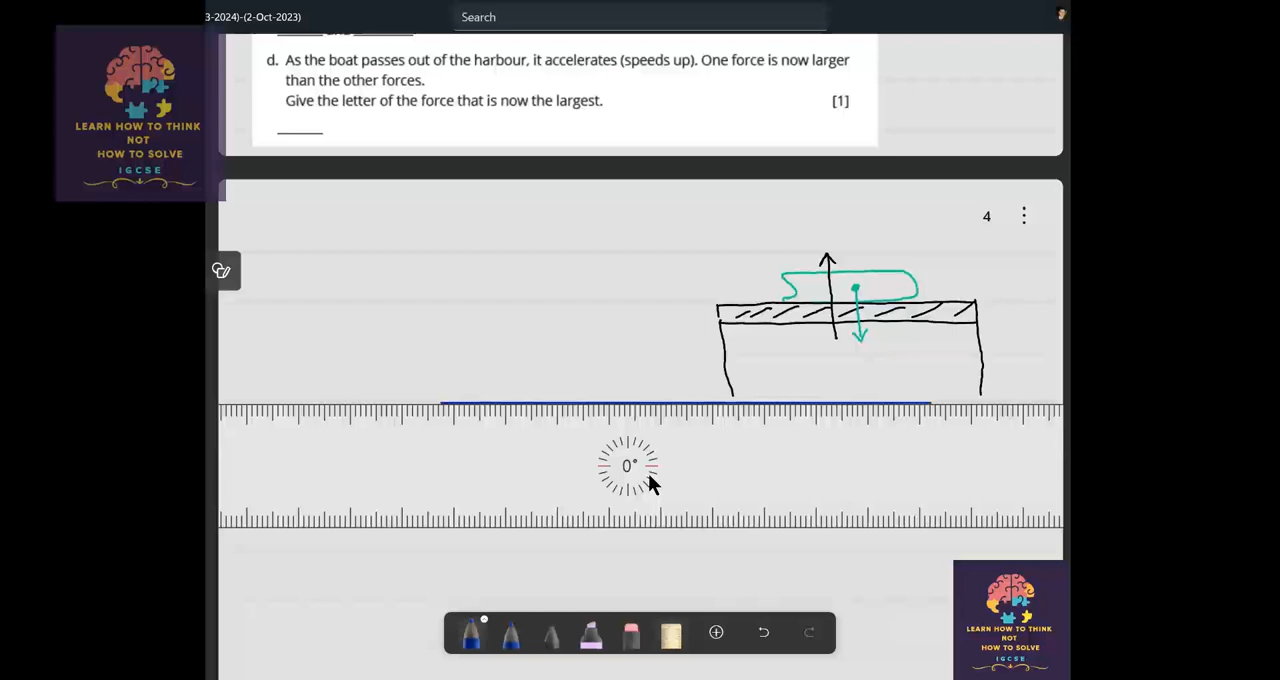 3-2024)-(2-Oct-2023)
Search
d. As the boat passes out of the harbour, it accelerates (speeds up). One force is now larger
than the other forces.
Give the letter of the force that is now the largest. [1]
LEARN HOW TO THINK
NOT
HOW TO SOLVE
IGCSE
4
0°
LEARN HOW TO THINK
NOT
HOW TO SOLVE
IGCSE